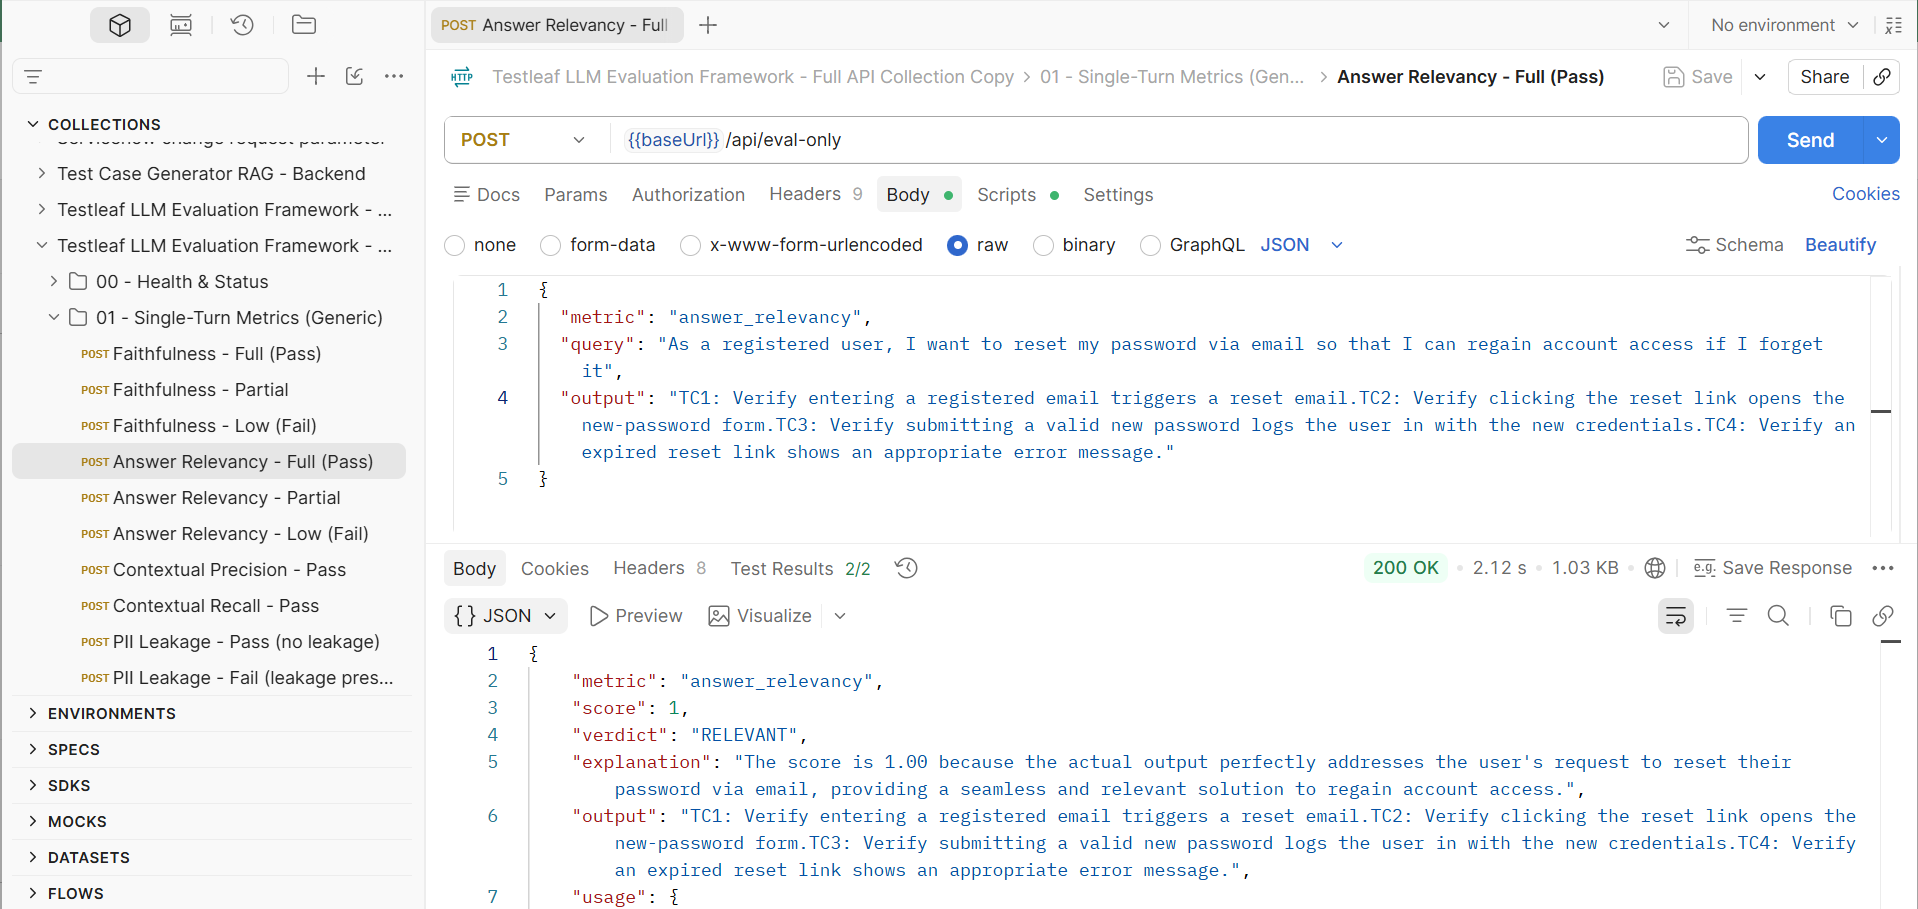 COLLECTIONS
Servicenow change request parameter
Test Case Generator RAG - Backend
Testleaf LLM Evaluation Framework - ...
Testleaf LLM Evaluation Framework - ...
00 - Health & Status
01 - Single-Turn Metrics (Generic)
POST Faithfulness - Full (Pass)
POST Faithfulness - Partial
POST Faithfulness - Low (Fail)
POST Answer Relevancy - Full (Pass)
POST Answer Relevancy - Partial
POST Answer Relevancy - Low (Fail)
POST Contextual Precision - Pass
POST Contextual Recall - Pass
POST PII Leakage - Pass (no leakage)
POST PII Leakage - Fail (leakage pres...
ENVIRONMENTS
SPECS
SDKS
MOCKS
DATASETS
FLOWS
POST Answer Relevancy - Full
No environment
HTTP Testleaf LLM Evaluation Framework - Full API Collection Copy > 01 - Single-Turn Metrics (Gen... > Answer Relevancy - Full (Pass)
Save
Share
POST {{baseUrl}} /api/eval-only
Send
Docs Params Authorization Headers 9 Body Scripts Settings Cookies
none form-data x-www-form-urlencoded raw binary GraphQL JSON Schema Beautify
1 {
2 "metric": "answer_relevancy",
3 "query": "As a registered user, I want to reset my password via email so that I can regain account access if I forget
it",
4 "output": "TC1: Verify entering a registered email triggers a reset email.TC2: Verify clicking the reset link opens the
new-password form.TC3: Verify submitting a valid new password logs the user in with the new credentials.TC4: Verify an
expired reset link shows an appropriate error message."
5 }
Body Cookies Headers 8 Test Results 2/2 200 OK 2.12 s 1.03 KB e.g. Save Response
{} JSON Preview Visualize
1 {
2 "metric": "answer_relevancy",
3 "score": 1,
4 "verdict": "RELEVANT",
5 "explanation": "The score is 1.00 because the actual output perfectly addresses the user's request to reset their
password via email, providing a seamless and relevant solution to regain account access.",
6 "output": "TC1: Verify entering a registered email triggers a reset email.TC2: Verify clicking the reset link opens the
new-password form.TC3: Verify submitting a valid new password logs the user in with the new credentials.TC4: Verify
an expired reset link shows an appropriate error message.",
7 "usage": {